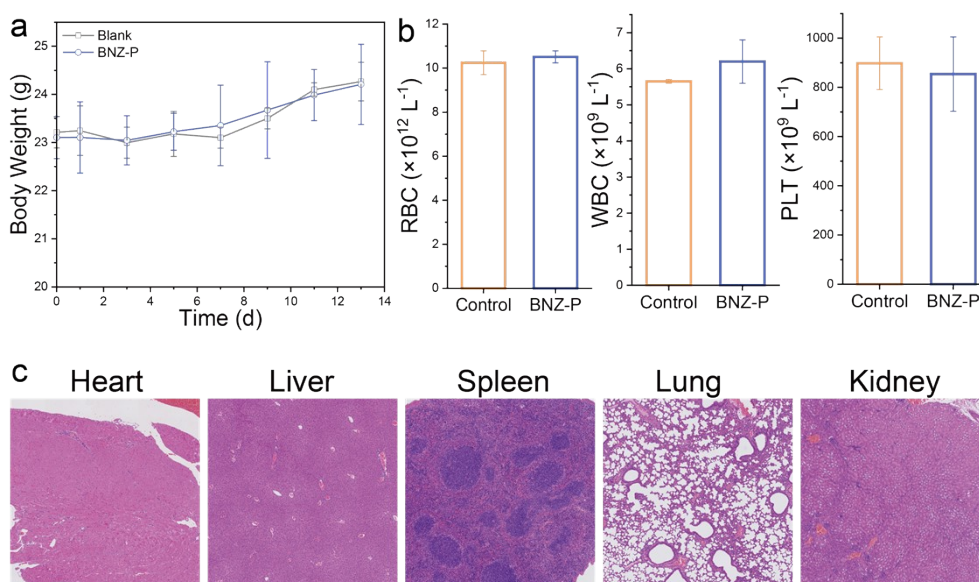 a
Blank
BNZ-P
Body Weight (g)
25
24
23
22
21
20
0 2 4 6 8 10 12 14
Time (d)
b
RBC (×10¹² L⁻¹)
12
10
8
6
4
2
0
Control BNZ-P
WBC (×10⁹ L⁻¹)
7
6
5
4
3
2
1
0
Control BNZ-P
PLT (×10⁹ L⁻¹)
1000
800
600
400
200
0
Control BNZ-P
c
Heart
Liver
Spleen
Lung
Kidney